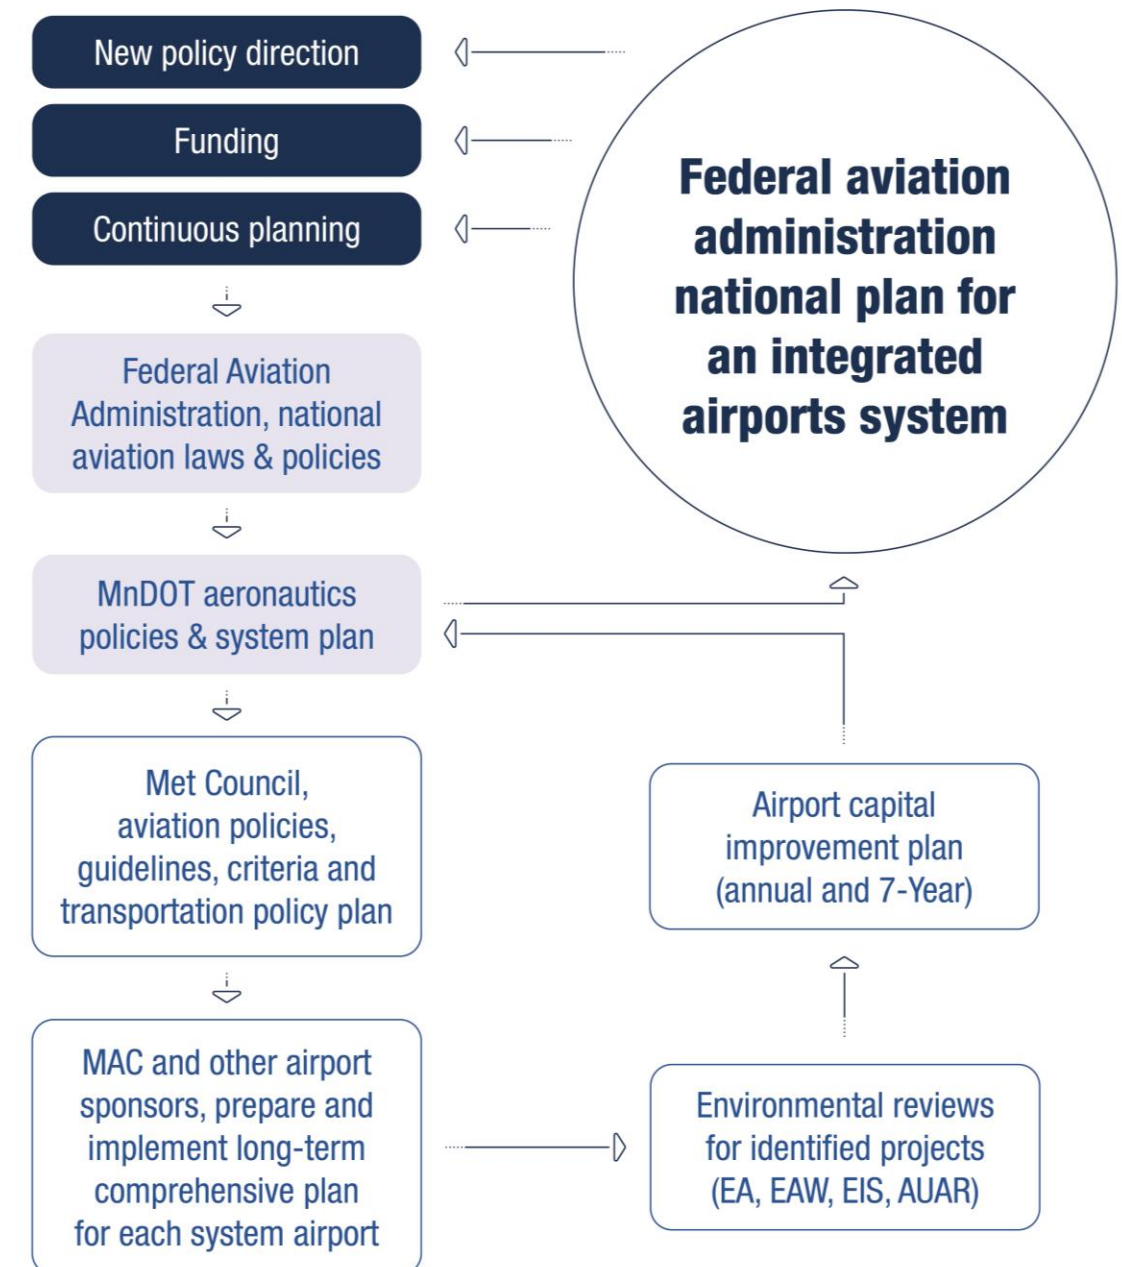 New policy direction
Funding
Continuous planning
Federal aviation
administration
national plan for
an integrated
airports system
Federal Aviation
Administration, national
aviation laws & policies
MnDOT aeronautics
policies & system plan
Met Council,
aviation policies,
guidelines, criteria and
transportation policy plan
MAC and other airport
sponsors, prepare and
implement long-term
comprehensive plan
for each system airport
Environmental reviews
for identified projects
(EA, EAW, EIS, AUAR)
Airport capital
improvement plan
(annual and 7-Year)